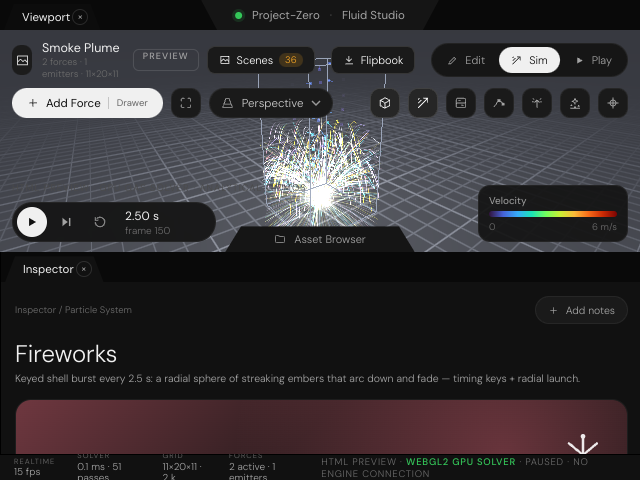 Viewport ×
Project-Zero · Fluid Studio
Smoke Plume
2 forces · 1
emitters · 11×20×11
PREVIEW
Scenes 36
Flipbook
Edit
Sim
Play
Add Force
Drawer
Perspective
2.50 s
frame 150
Velocity
0
6 m/s
Asset Browser
Inspector ×
Inspector / Particle System
Add notes
Fireworks
Keyed shell burst every 2.5 s: a radial sphere of streaking embers that arc down and fade — timing keys + radial launch.
REALTIME
15 fps
SOLVER
0.1 ms · 51
passes
GRID
11×20×11 ·
2 k
FORCES
2 active · 1
emitters
HTML PREVIEW · WEBGL2 GPU SOLVER · PAUSED · NO
ENGINE CONNECTION